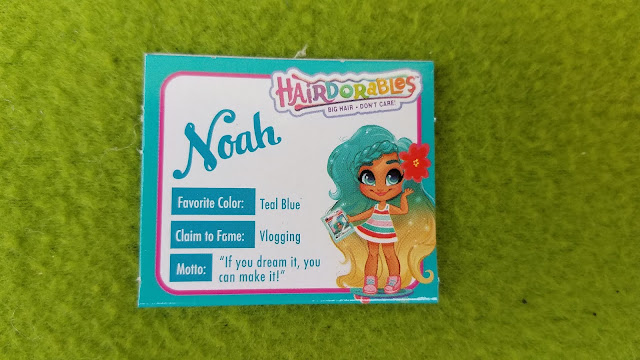 HAIRDORABLES™
BIG HAIR • DON'T CARE!
Noah
Favorite Color: Teal Blue
Claim to Fame: Vlogging
Motto: "If you dream it, you
can make it!"